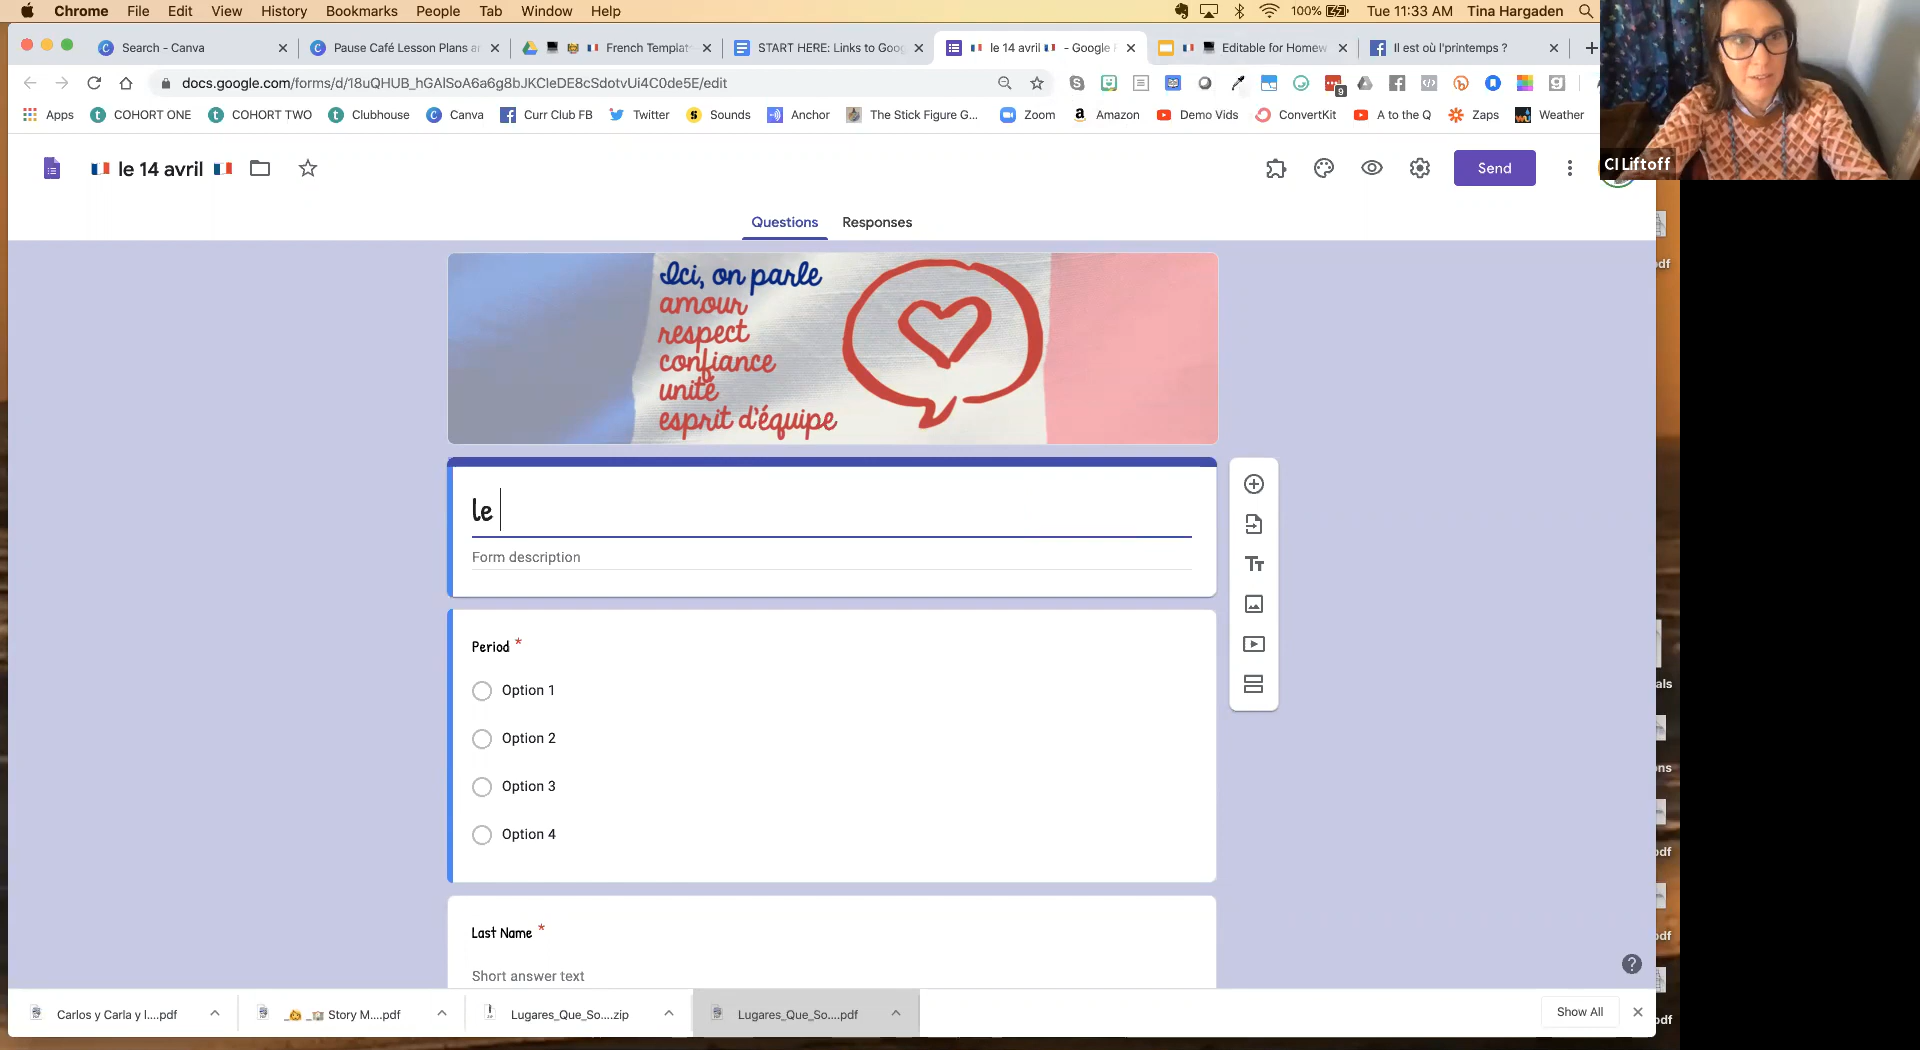 Chrome File Edit View History Bookmarks People Tab Window Help 100% Tue 11:33 AM Tina Hargaden
Search - Canva
Pause Café Lesson Plans
French Templat
START HERE: Links to Goog
le 14 avril - Google
Editable for Homew
Il est où l'printemps ?
docs.google.com/forms/d/18uQHUB_hGAlSoA6a6g8bJKCleDE8cSdotvUi4C0de5E/edit
9
Apps COHORT ONE COHORT TWO Clubhouse Canva Curr Club FB Twitter Sounds Anchor The Stick Figure G... Zoom Amazon Demo Vids ConvertKit A to the Q Zaps Weather
CI Liftoff
le 14 avril
Send
Questions Responses
Ici, on parle
amour
respect
confiance
unité
esprit d'équipe
le
Form description
Period *
Option 1
Option 2
Option 3
Option 4
Last Name *
Short answer text
Carlos y Carla y l....pdf
Story M....pdf
Lugares_Que_So....zip
Lugares_Que_So....pdf
Show All